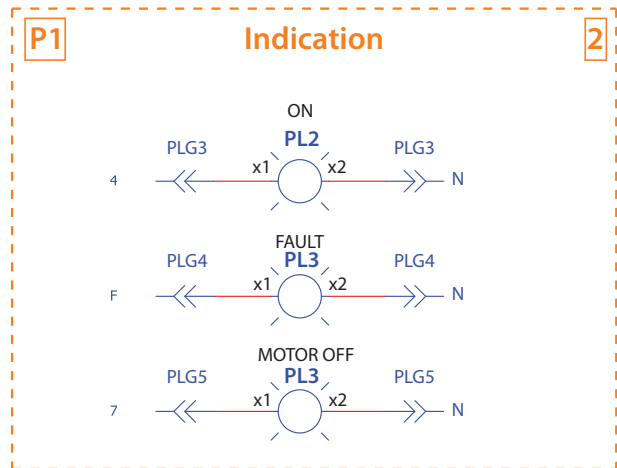 P1 Indication 2
ON
PL2
PLG3 PLG3
x1 x2
4 N
FAULT
PL3
PLG4 PLG4
x1 x2
F N
MOTOR OFF
PL3
PLG5 PLG5
x1 x2
7 N